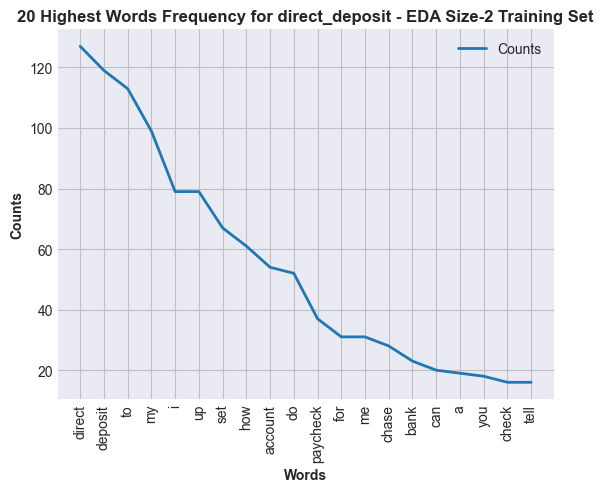 20 Highest Words Frequency for direct_deposit - EDA Size-2 Training Set
Counts
120
100
80
60
40
20
Counts
direct
deposit
to
my
i
up
set
how
account
do
paycheck
for
me
chase
bank
can
a
you
check
tell
Words